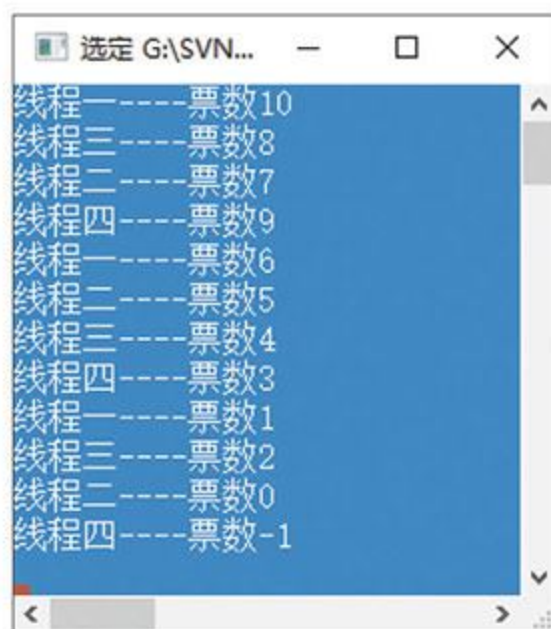 选定 G:\SVN...
线程一----票数10
线程三----票数8
线程二----票数7
线程四----票数9
线程一----票数6
线程二----票数5
线程三----票数4
线程四----票数3
线程一----票数1
线程三----票数2
线程二----票数0
线程四----票数-1